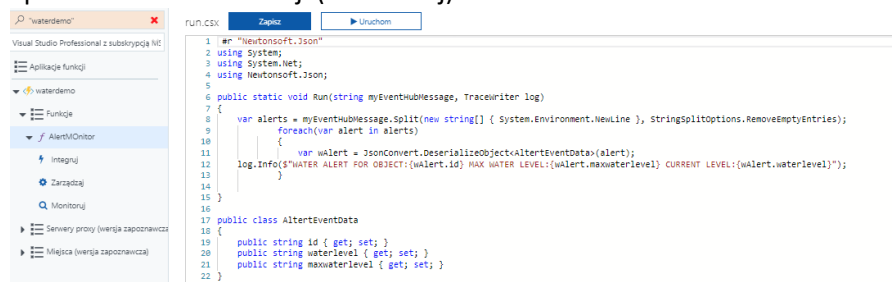 "waterdemo"
Visual Studio Professional z subskrypcją
Aplikacje funkcji
waterdemo
Funkcje
AlertMOnitor
Integruj
Zarządzaj
Monitoruj
Serwery proxy (wersja zapoznawcza
Miejsca (wersja zapoznawcza)
run.csx Zapisz Uruchom
1 #r "Newtonsoft.Json"
2 using System;
3 using System.Net;
4 using Newtonsoft.Json;
5
6 public static void Run(string myEventHubMessage, TraceWriter log)
7 {
8 var alerts = myEventHubMessage.Split(new string[] { System.Environment.NewLine }, StringSplitOptions.RemoveEmptyEntries);
9 foreach(var alert in alerts)
10 {
11 var wAlert = JsonConvert.DeserializeObject<AltertEventData>(alert);
12 log.Info($"WATER ALERT FOR OBJECT:{wAlert.id} MAX WATER LEVEL:{wAlert.maxwaterlevel} CURRENT LEVEL:{wAlert.waterlevel}");
13 }
14
15 }
16
17 public class AltertEventData
18 {
19 public string id { get; set; }
20 public string waterlevel { get; set; }
21 public string maxwaterlevel { get; set; }
22 }